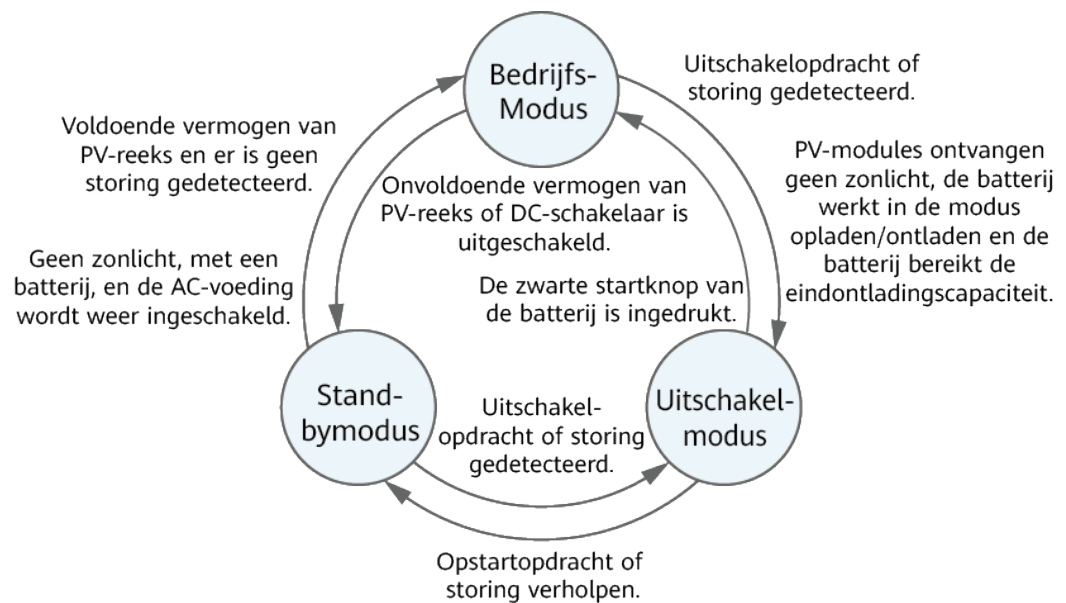 Bedrijfs-
Modus
Uitschakelopdracht of
storing gedetecteerd.
Voldoende vermogen van
PV-reeks en er is geen
storing gedetecteerd.
PV-modules ontvangen
geen zonlicht, de batterij
werkt in de modus
opladen/ontladen en de
batterij bereikt de
eindontladingscapaciteit.
Onvoldoende vermogen van
PV-reeks of DC-schakelaar is
uitgeschakeld.
Geen zonlicht, met een
batterij, en de AC-voeding
wordt weer ingeschakeld.
De zwarte startknop van
de batterij is ingedrukt.
Stand-
bymodus
Uitschakel-
opdracht of storing
gedetecteerd.
Uitschakel-
modus
Opstartopdracht of
storing verholpen.